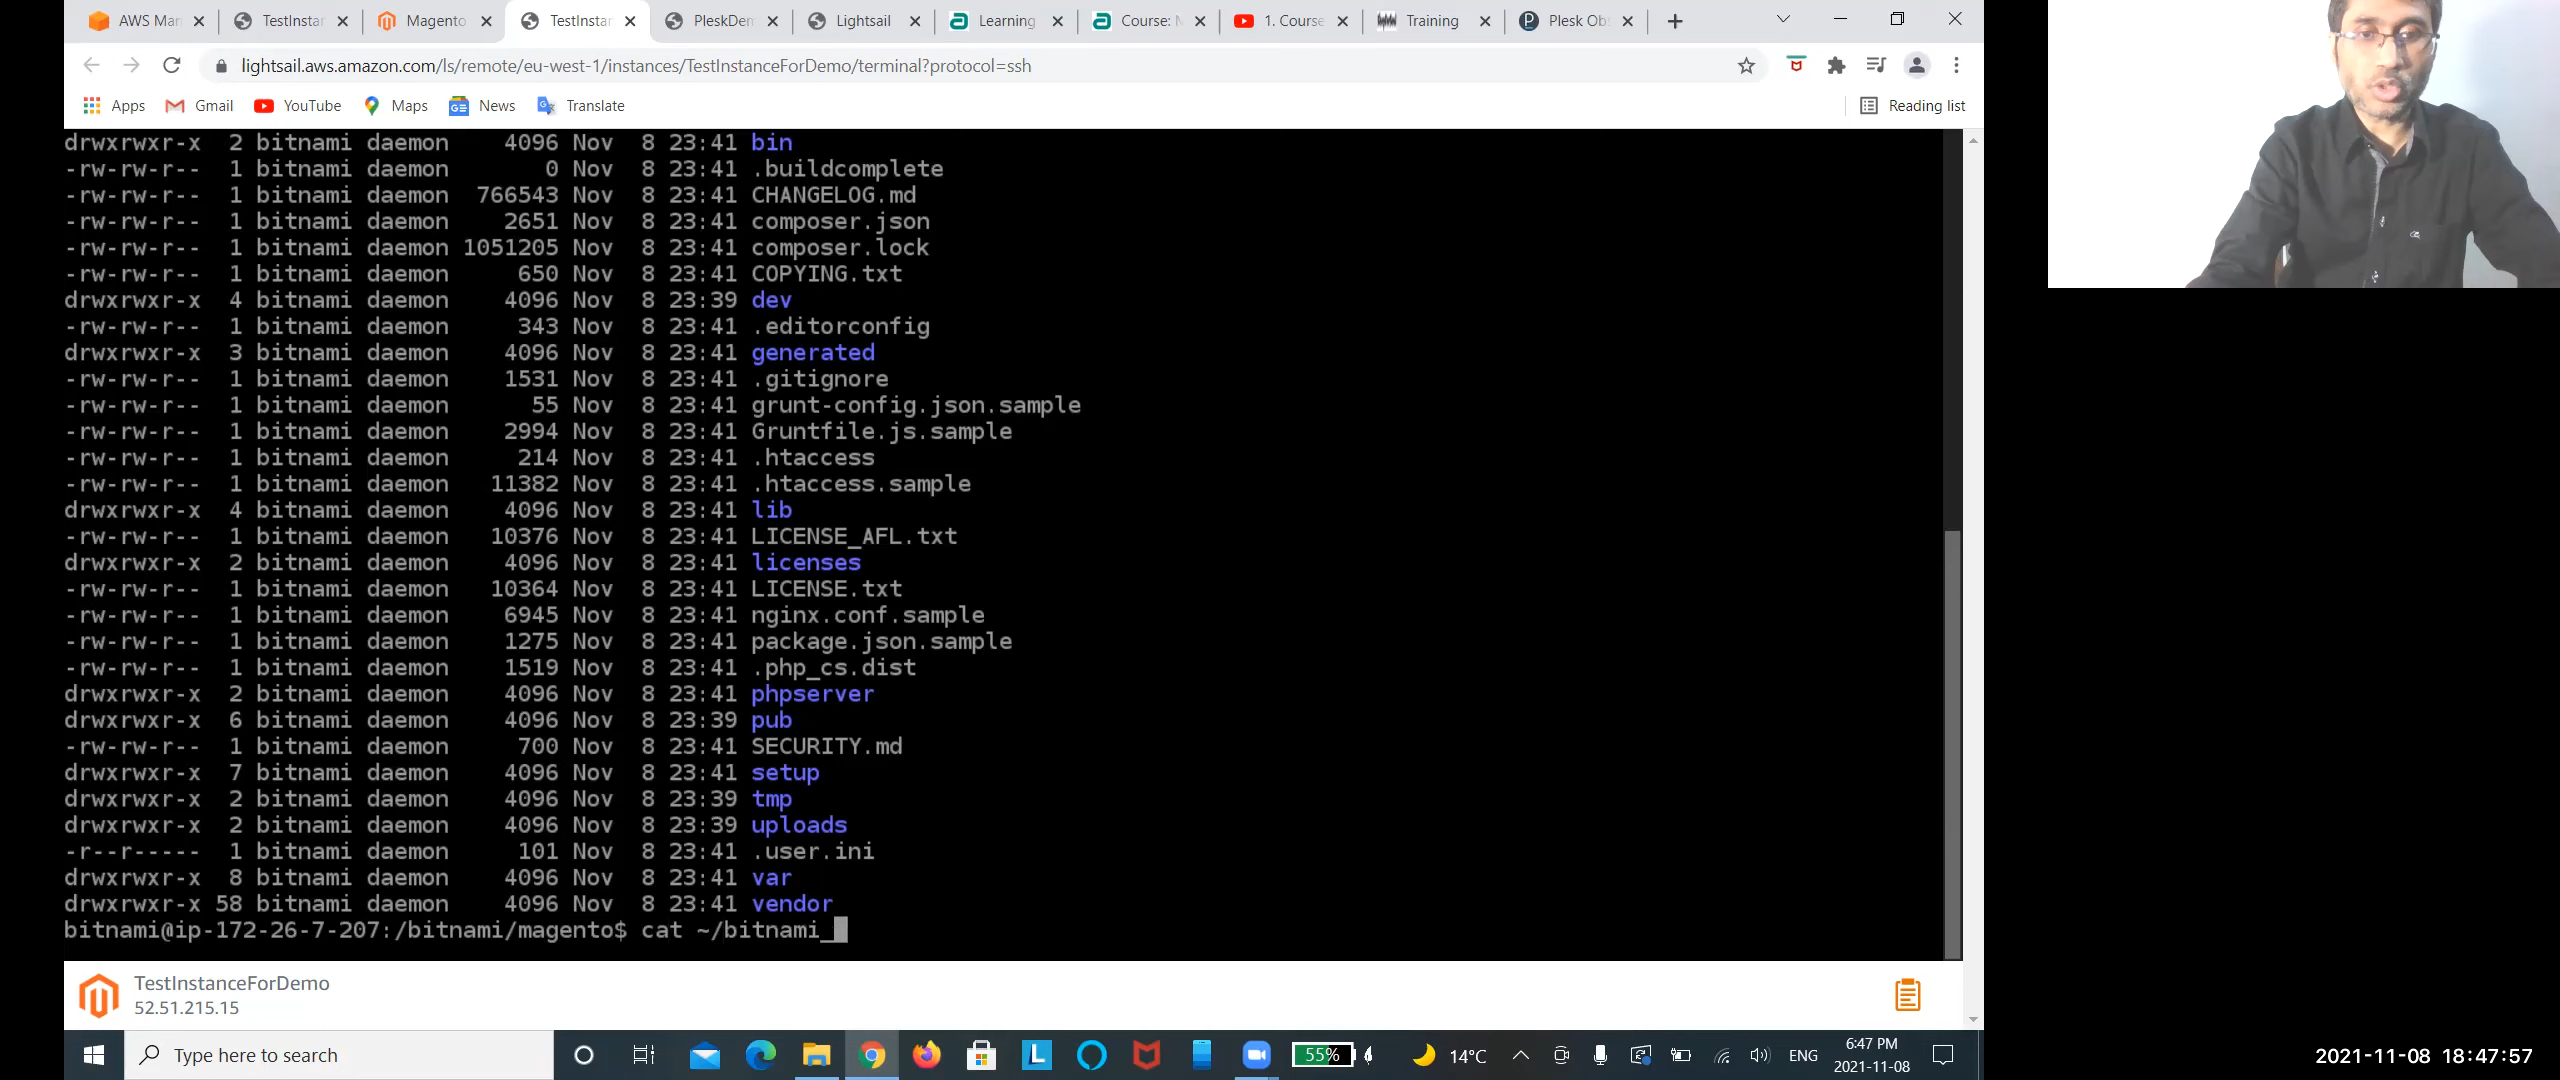 AWS Man
TestInstan
Magento
TestInstan
PleskDem
Lightsail
Learning
Course: M
1. Course
Training
Plesk Obs
lightsail.aws.amazon.com/ls/remote/eu-west-1/instances/TestInstanceForDemo/terminal?protocol=ssh
Apps Gmail YouTube Maps News Translate Reading list
drwxrwxr-x 2 bitnami daemon 4096 Nov 8 23:41 bin
-rw-rw-r-- 1 bitnami daemon 0 Nov 8 23:41 .buildcomplete
-rw-rw-r-- 1 bitnami daemon 766543 Nov 8 23:41 CHANGELOG.md
-rw-rw-r-- 1 bitnami daemon 2651 Nov 8 23:41 composer.json
-rw-rw-r-- 1 bitnami daemon 1051205 Nov 8 23:41 composer.lock
-rw-rw-r-- 1 bitnami daemon 650 Nov 8 23:41 COPYING.txt
drwxrwxr-x 4 bitnami daemon 4096 Nov 8 23:39 dev
-rw-rw-r-- 1 bitnami daemon 343 Nov 8 23:41 .editorconfig
drwxrwxr-x 3 bitnami daemon 4096 Nov 8 23:41 generated
-rw-rw-r-- 1 bitnami daemon 1531 Nov 8 23:41 .gitignore
-rw-rw-r-- 1 bitnami daemon 55 Nov 8 23:41 grunt-config.json.sample
-rw-rw-r-- 1 bitnami daemon 2994 Nov 8 23:41 Gruntfile.js.sample
-rw-rw-r-- 1 bitnami daemon 214 Nov 8 23:41 .htaccess
-rw-rw-r-- 1 bitnami daemon 11382 Nov 8 23:41 .htaccess.sample
drwxrwxr-x 4 bitnami daemon 4096 Nov 8 23:41 lib
-rw-rw-r-- 1 bitnami daemon 10376 Nov 8 23:41 LICENSE_AFL.txt
drwxrwxr-x 2 bitnami daemon 4096 Nov 8 23:41 licenses
-rw-rw-r-- 1 bitnami daemon 10364 Nov 8 23:41 LICENSE.txt
-rw-rw-r-- 1 bitnami daemon 6945 Nov 8 23:41 nginx.conf.sample
-rw-rw-r-- 1 bitnami daemon 1275 Nov 8 23:41 package.json.sample
-rw-rw-r-- 1 bitnami daemon 1519 Nov 8 23:41 .php_cs.dist
drwxrwxr-x 2 bitnami daemon 4096 Nov 8 23:41 phpserver
drwxrwxr-x 6 bitnami daemon 4096 Nov 8 23:39 pub
-rw-rw-r-- 1 bitnami daemon 700 Nov 8 23:41 SECURITY.md
drwxrwxr-x 7 bitnami daemon 4096 Nov 8 23:41 setup
drwxrwxr-x 2 bitnami daemon 4096 Nov 8 23:39 tmp
drwxrwxr-x 2 bitnami daemon 4096 Nov 8 23:39 uploads
-r--r----- 1 bitnami daemon 101 Nov 8 23:41 .user.ini
drwxrwxr-x 8 bitnami daemon 4096 Nov 8 23:41 var
drwxrwxr-x 58 bitnami daemon 4096 Nov 8 23:41 vendor
bitnami@ip-172-26-7-207:/bitnami/magento$ cat ~/bitnami_
TestInstanceForDemo
52.51.215.15
Type here to search
55%
14°C
ENG
6:47 PM
2021-11-08
2021-11-08 18:47:57